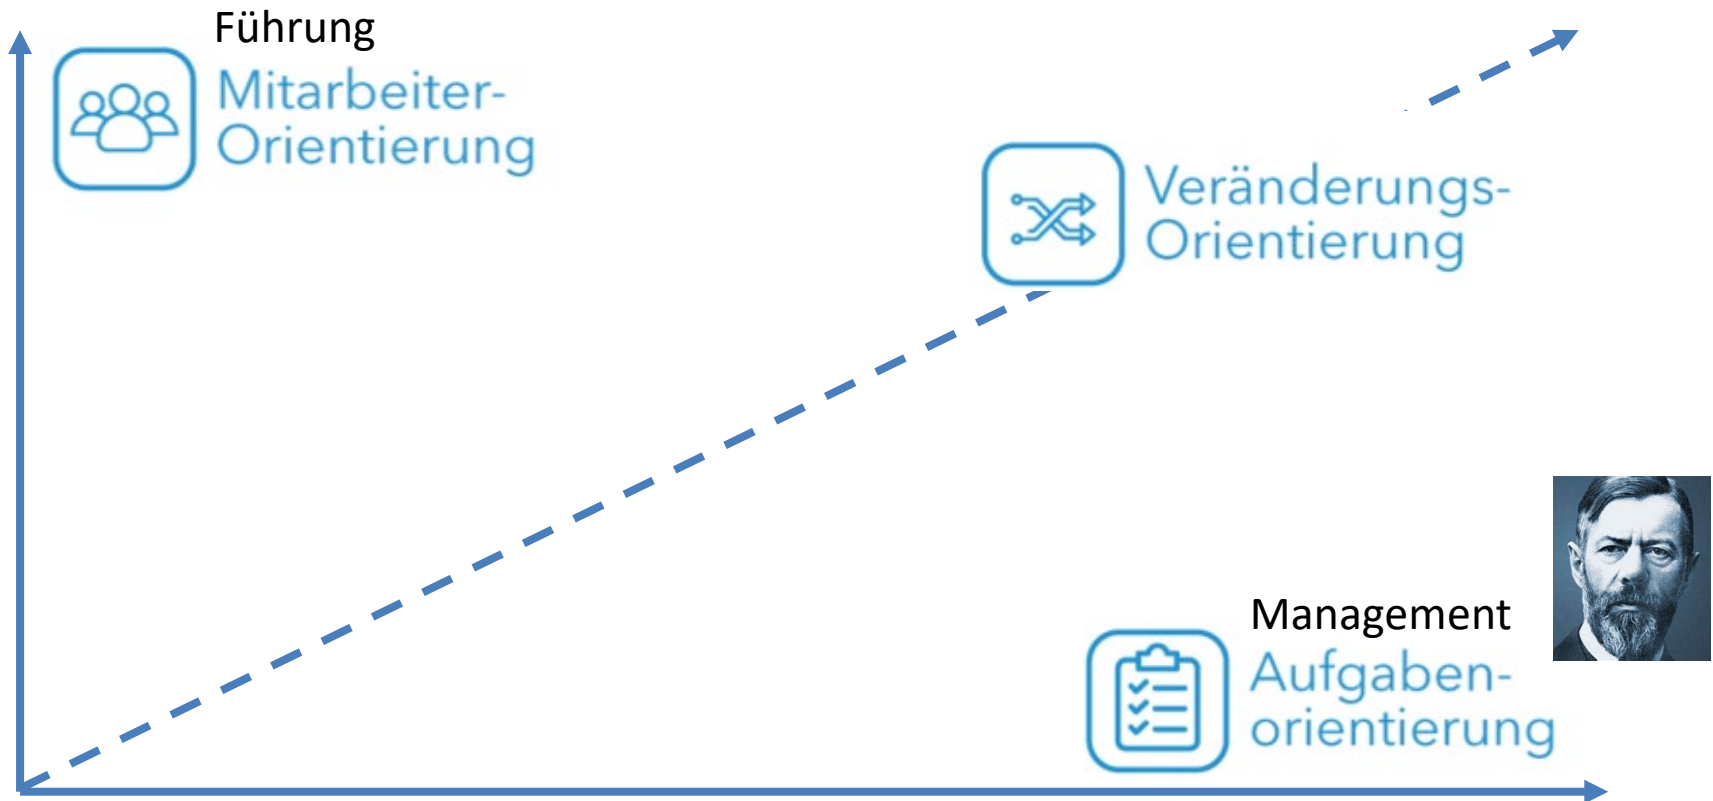 Führung
Mitarbeiter-
Orientierung
Veränderungs-
Orientierung
Management
Aufgaben-
orientierung